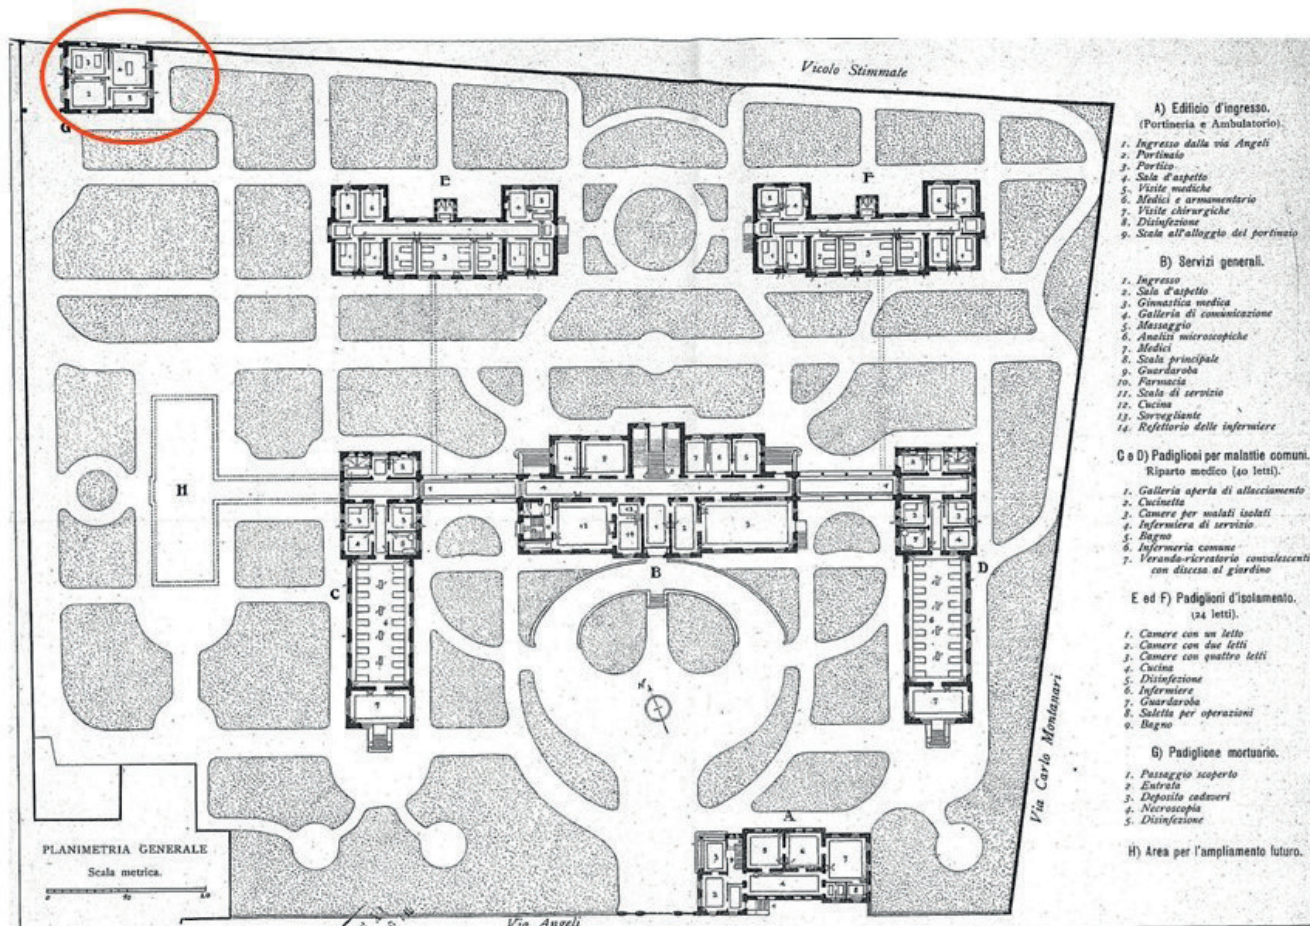 Vicolo Stimmate
A) Edificio d'ingresso.
(Portineria e Ambulatorio).
1. Ingresso dalla via Angeli
2. Portinaio
3. Portico
4. Sala d'aspetto
5. Visite mediche
6. Medici e armamentario
7. Visite chirurgiche
8. Disinfezione
9. Scala all'alloggio del portinaio
B) Servizi generali.
1. Ingresso
2. Sala d'aspetto
3. Ginnastica medica
4. Galleria di comunicazione
5. Massaggio
6. Analisi microscopiche
7. Medici
8. Scala principale
9. Guardaroba
10. Farmacia
11. Scala di servizio
12. Cucina
13. Sorvegliante
14. Refettorio delle infermiere
C e D) Padiglioni per malattie comuni.
Riparto medico (40 letti).
1. Galleria aperta di allacciamento
2. Cucinetta
3. Camere per malati isolati
4. Infermiera di servizio
5. Bagno
6. Infermeria comune
7. Verando-ricreatorio convalescenti
con discesa al giordino
E ed F) Padiglioni d'isolamento.
(24 letti).
1. Camere con un letto
2. Camere con due letti
3. Camere con quattro letti
4. Cucina
5. Disinfezione
6. Infermiere
7. Guardaroba
8. Saletta per operazioni
9. Bagno
G) Padiglione mortuario.
1. Passaggio scoperto
2 Entrata
3. Deposito cadaveri
4. Necroscopia
5. Disinfezione
H) Area per l'ampliamento futuro.
G
E
F
H
B
C
D
A
Via Carlo Montanari
PLANIMETRIA GENERALE
Scala metrica.
Via Angeli